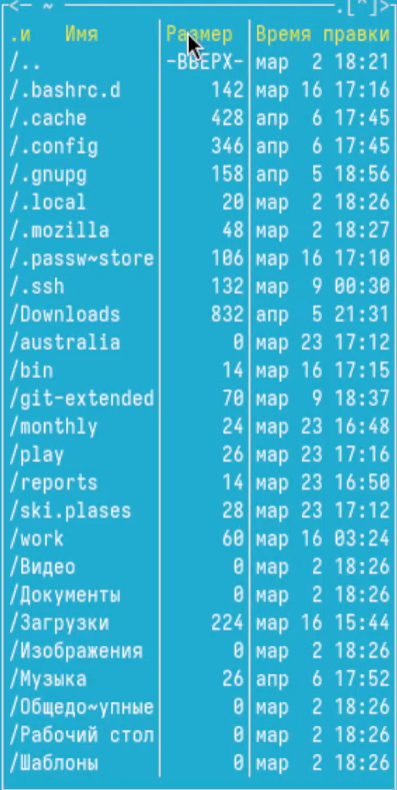 <─ ~ ─.[^]>
.и Имя Размер Время правки
/.. -ВВЕРХ- мар 2 18:21
/.bashrc.d 142 мар 16 17:16
/.cache 428 апр 6 17:45
/.config 346 апр 6 17:45
/.gnupg 158 апр 5 18:56
/.local 20 мар 2 18:26
/.mozilla 48 мар 2 18:27
/.passw~store 106 мар 16 17:10
/.ssh 132 мар 9 00:30
/Downloads 832 апр 5 21:31
/australia 0 мар 23 17:12
/bin 14 мар 16 17:15
/git-extended 70 мар 9 18:37
/monthly 24 мар 23 16:48
/play 26 мар 23 17:16
/reports 14 мар 23 16:50
/ski.plases 28 мар 23 17:12
/work 60 мар 16 03:24
/Видео 0 мар 2 18:26
/Документы 0 мар 2 18:26
/Загрузки 224 мар 16 15:44
/Изображения 0 мар 2 18:26
/Музыка 26 апр 6 17:52
/Общедо~упные 0 мар 2 18:26
/Рабочий стол 0 мар 2 18:26
/Шаблоны 0 мар 2 18:26